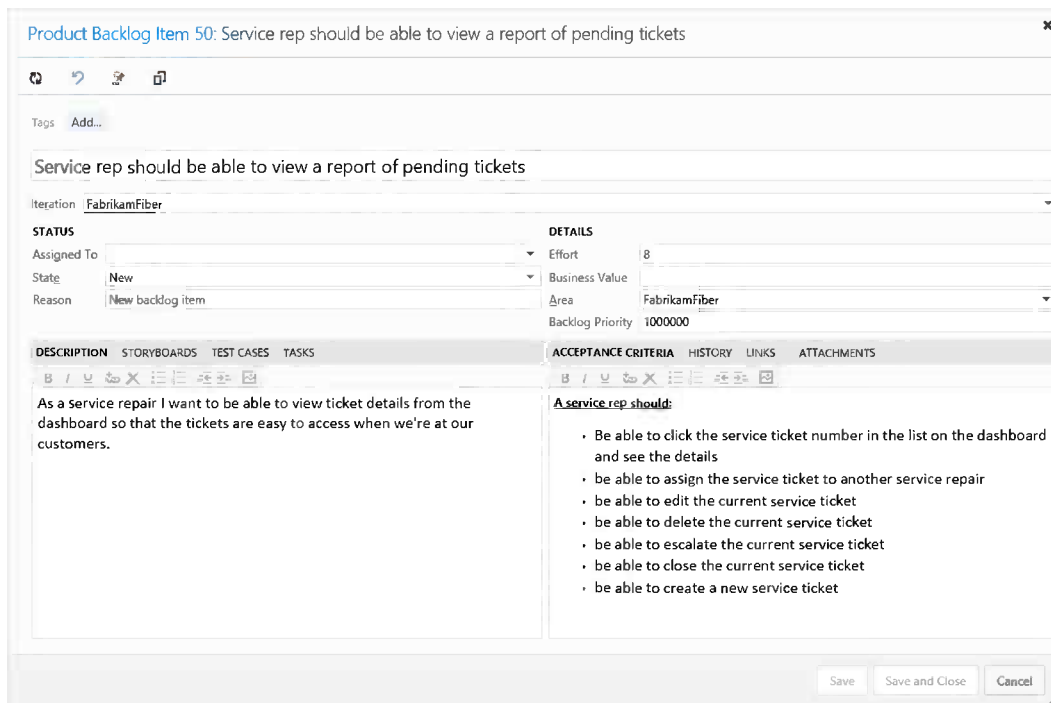 Product Backlog Item 50: Service rep should be able to view a report of pending tickets
Tags Add...
Service rep should be able to view a report of pending tickets
Iteration FabrikamFiber
STATUS
Assigned To
State New
Reason New backlog item
DETAILS
Effort 8
Business Value
Area FabrikamFiber
Backlog Priority 1000000
DESCRIPTION STORYBOARDS TEST CASES TASKS
B I U
As a service repair I want to be able to view ticket details from the
dashboard so that the tickets are easy to access when we're at our
customers.
ACCEPTANCE CRITERIA HISTORY LINKS ATTACHMENTS
B I U
A service rep should:
• Be able to click the service ticket number in the list on the dashboard
and see the details
• be able to assign the service ticket to another service repair
• be able to edit the current service ticket
• be able to delete the current service ticket
• be able to escalate the current service ticket
• be able to close the current service ticket
• be able to create a new service ticket
Save Save and Close Cancel